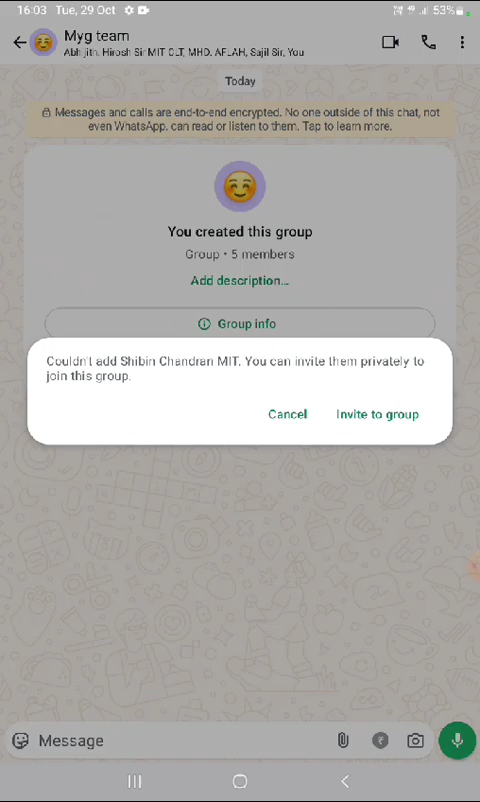 16:03 Tue, 29 Oct 53%
Myg team
Abhijith, Hirosh Sir MIT CLT, MHD. AFLAH, Sajil Sir, You
Today
Messages and calls are end-to-end encrypted. No one outside of this chat, not
even WhatsApp, can read or listen to them. Tap to learn more.
You created this group
Group • 5 members
Add description...
Group info
Couldn't add Shibin Chandran MIT. You can invite them privately to
join this group.
Cancel Invite to group
Message